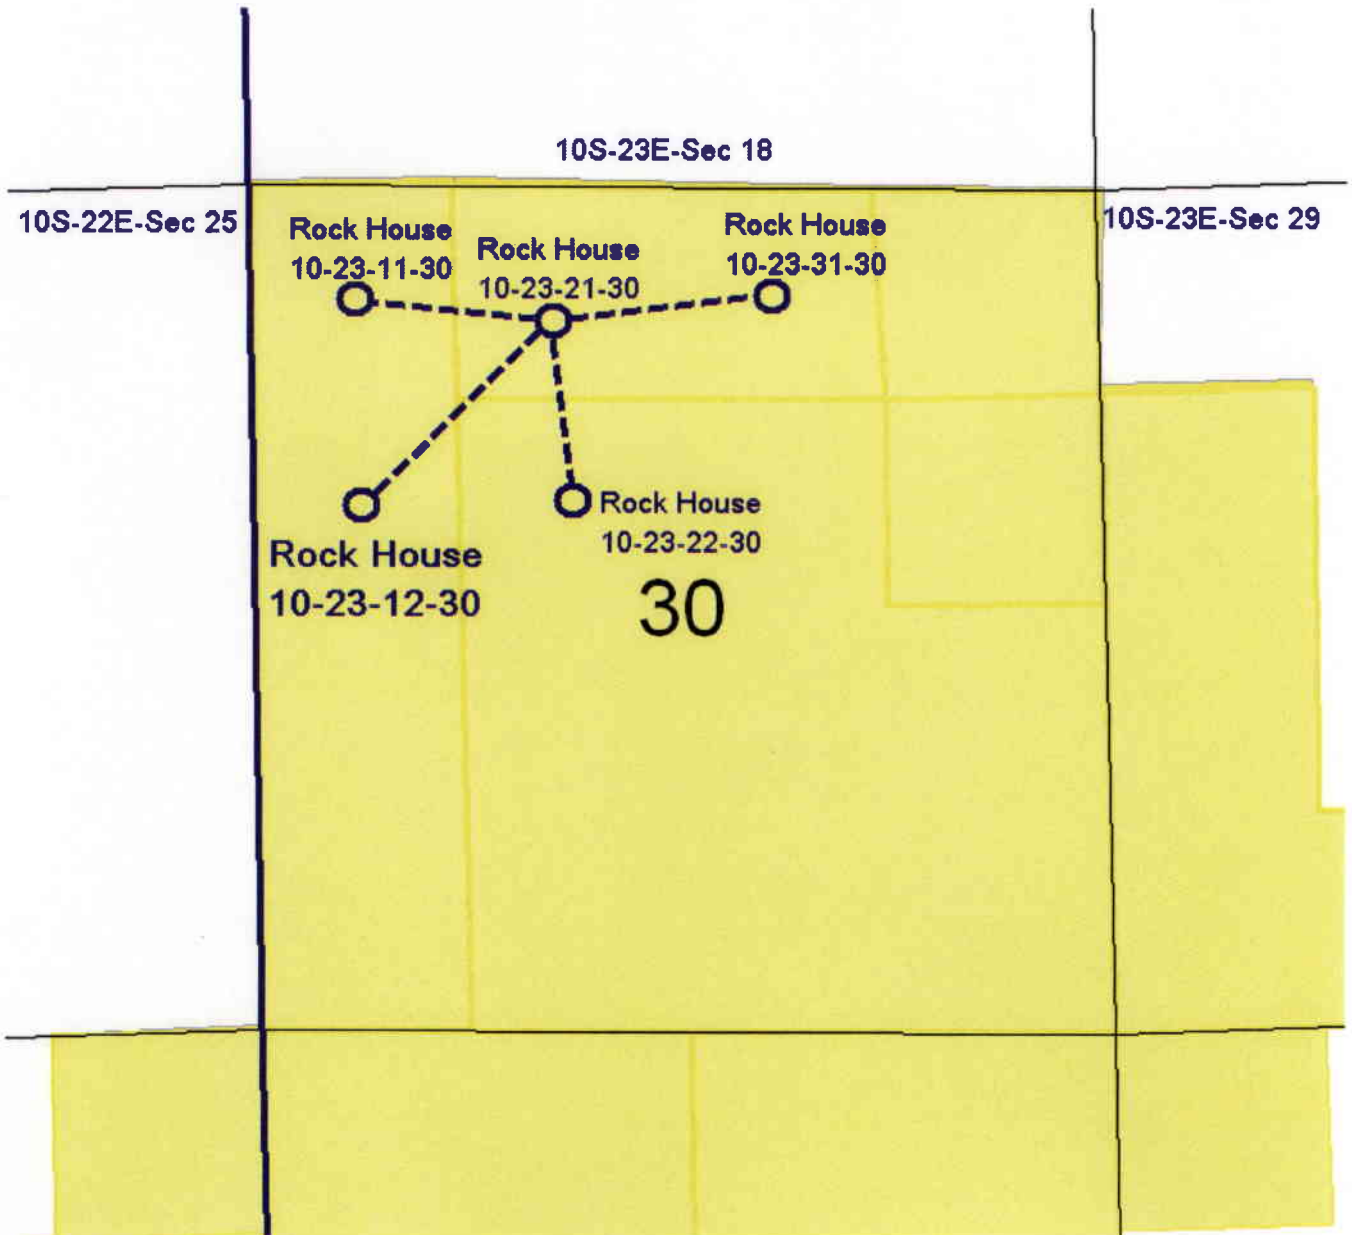 10S-23E-Sec 18
10S-22E-Sec 25
10S-23E-Sec 29
Rock House
10-23-11-30
Rock House
10-23-21-30
Rock House
10-23-31-30
Rock House
10-23-12-30
Rock House
10-23-22-30
30